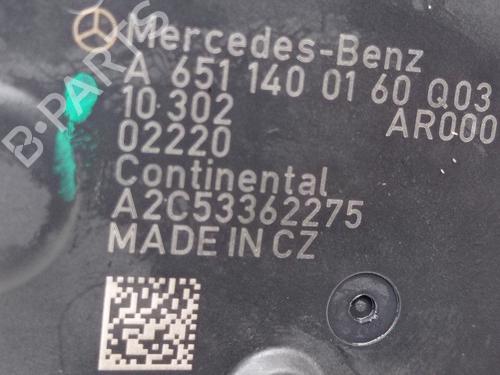 Mercedes-Benz
A 651 140 01 60 Q03
10 302 AR000
02220
Continental
A2C53362275
MADE IN CZ
B-PARTS